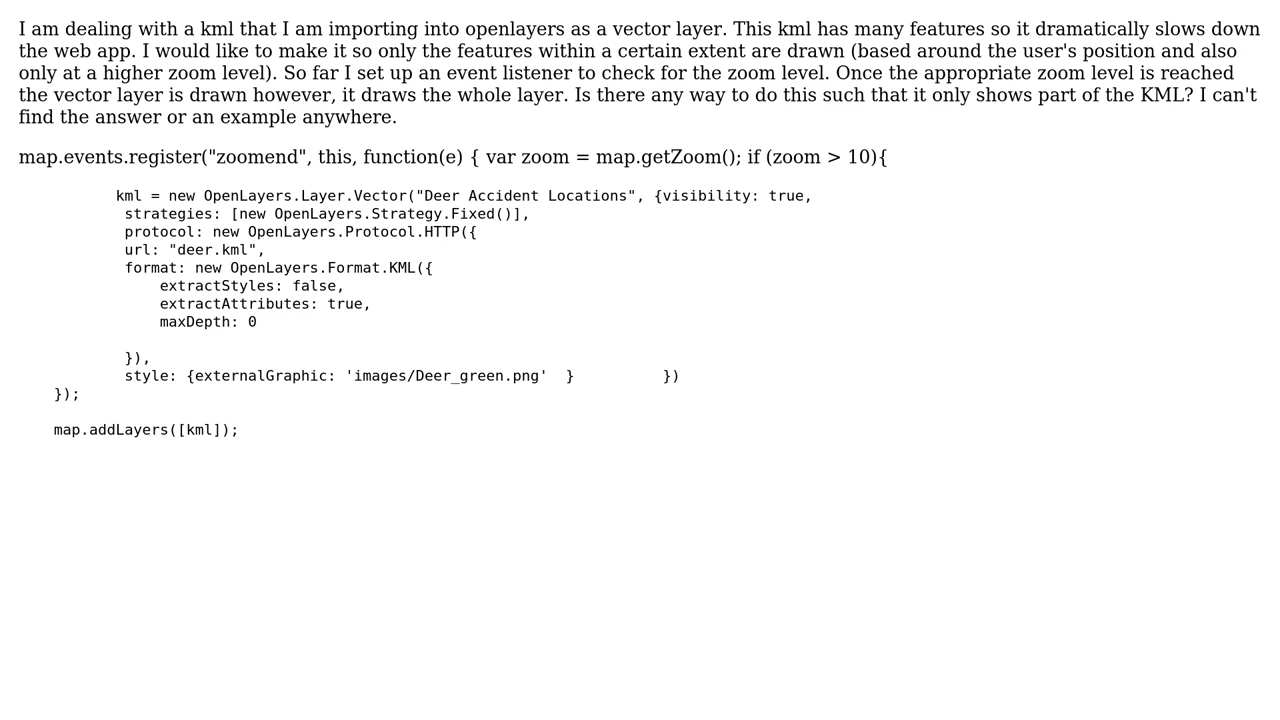 I am dealing with a kml that I am importing into openlayers as a vector layer. This kml has many features so it dramatically slows down
the web app. I would like to make it so only the features within a certain extent are drawn (based around the user's position and also
only at a higher zoom level). So far I set up an event listener to check for the zoom level. Once the appropriate zoom level is reached
the vector layer is drawn however, it draws the whole layer. Is there any way to do this such that it only shows part of the KML? I can't
find the answer or an example anywhere.
map.events.register("zoomend", this, function(e) { var zoom = map.getZoom(); if (zoom > 10){
kml = new OpenLayers.Layer.Vector("Deer Accident Locations", {visibility: true,
strategies: [new OpenLayers.Strategy.Fixed()],
protocol: new OpenLayers.Protocol.HTTP({
url: "deer.kml",
format: new OpenLayers.Format.KML({
extractStyles: false,
extractAttributes: true,
maxDepth: 0
}),
style: {externalGraphic: 'images/Deer_green.png'  }          })
});
map.addLayers([kml]);